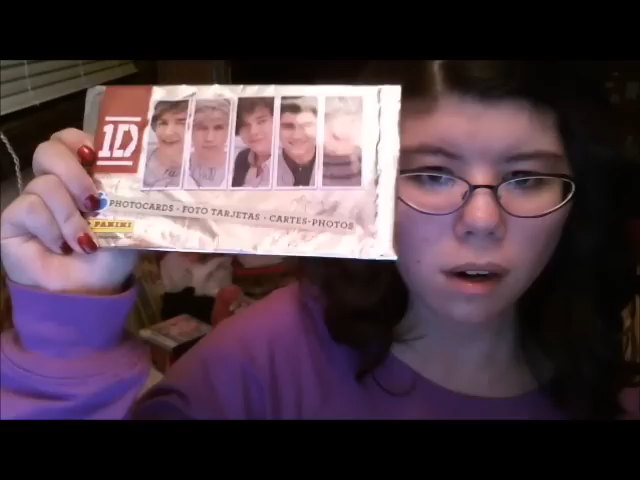 1D
PHOTOCARDS · FOTO TARJETAS · CARTES-PHOTOS
PANINI